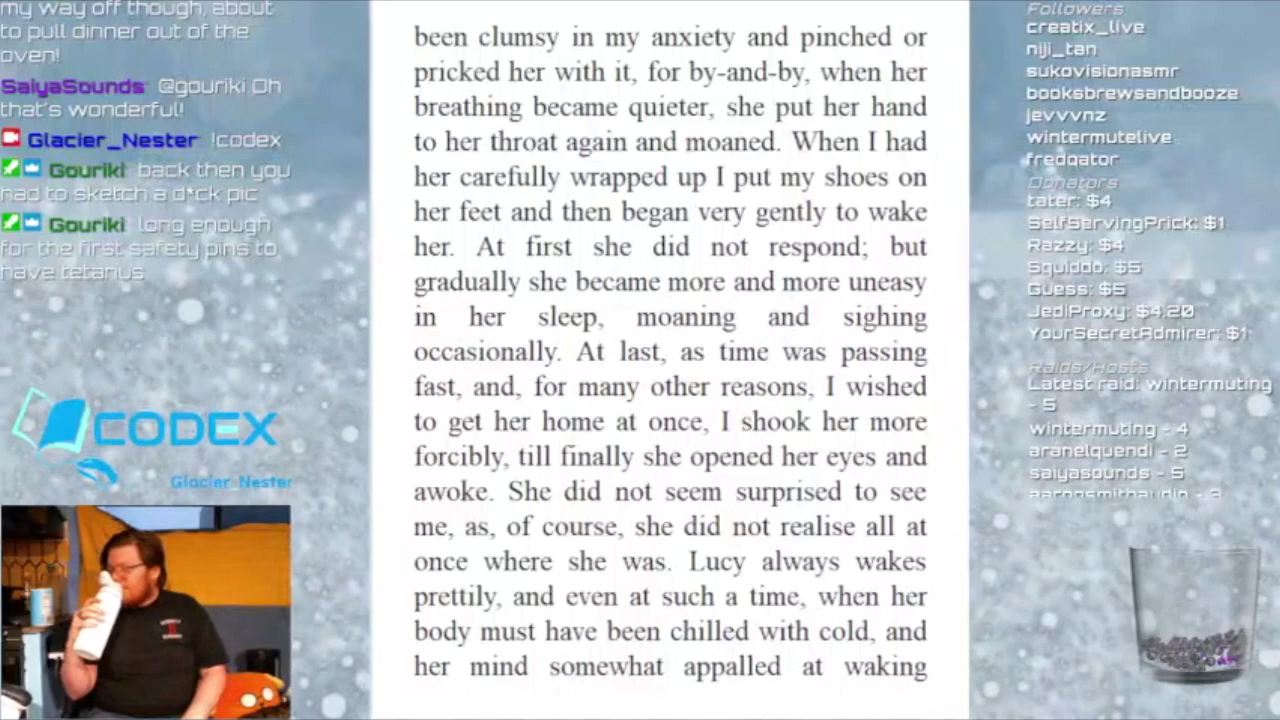 my way off though, about
to pull dinner out of the
oven!
SaiyaSounds: @gouriki Oh
that's wonderful!
Glacier_Nester: !codex
Gouriki: back then you
had to sketch a d*ck pic
Gouriki: long enough
for the first safety pins to
have tetanus
CODEX
Glacier_Nester
been clumsy in my anxiety and pinched or
pricked her with it, for by-and-by, when her
breathing became quieter, she put her hand
to her throat again and moaned. When I had
her carefully wrapped up I put my shoes on
her feet and then began very gently to wake
her. At first she did not respond; but
gradually she became more and more uneasy
in her sleep, moaning and sighing
occasionally. At last, as time was passing
fast, and, for many other reasons, I wished
to get her home at once, I shook her more
forcibly, till finally she opened her eyes and
awoke. She did not seem surprised to see
me, as, of course, she did not realise all at
once where she was. Lucy always wakes
prettily, and even at such a time, when her
body must have been chilled with cold, and
her mind somewhat appalled at waking
Followers
creatix_live
niji_tan
sukovisionasmr
booksbrewsandbooze
jevvvnz
wintermutelive
fredgator
Donators
tater: $4
SelfServingPrick: $1
Razzy: $4
Squiddo: $5
Guess: $5
JediProxy: $4.20
YourSecretAdmirer: $1
Raids/Hosts
Latest raid: wintermuting
- 5
wintermuting - 4
aranelquendi - 2
saiyasounds - 5